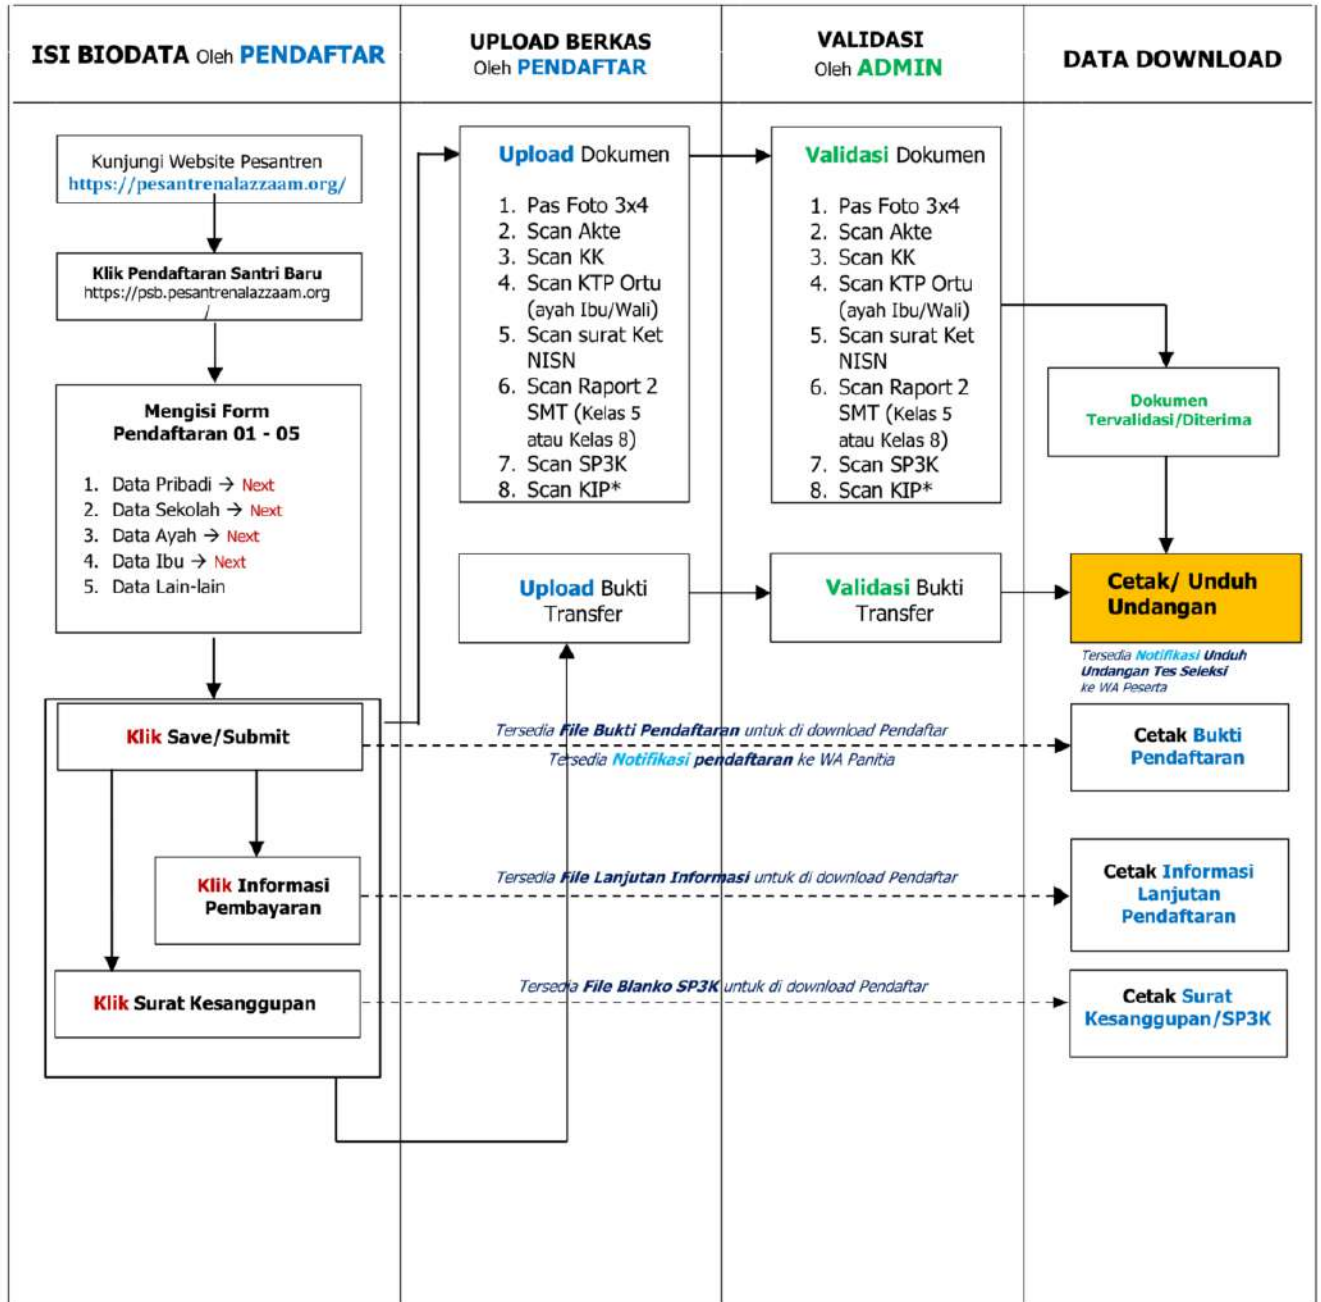 ISI BIODATA Oleh PENDAFTAR
UPLOAD BERKAS
Oleh PENDAFTAR
VALIDASI
Oleh ADMIN
DATA DOWNLOAD
Kunjungi Website Pesantren
https://pesantrenalazzaam.org/
Klik Pendaftaran Santri Baru
https://psb.pesantrenalazzaam.org
/
Mengisi Form
Pendaftaran 01 - 05
1. Data Pribadi → Next
2. Data Sekolah → Next
3. Data Ayah → Next
4. Data Ibu → Next
5. Data Lain-lain
Klik Save/Submit
Klik Informasi
Pembayaran
Klik Surat Kesanggupan
Upload Dokumen
1. Pas Foto 3x4
2. Scan Akte
3. Scan KK
4. Scan KTP Ortu
(ayah Ibu/Wali)
5. Scan surat Ket
NISN
6. Scan Raport 2
SMT (Kelas 5
atau Kelas 8)
7. Scan SP3K
8. Scan KIP*
Upload Bukti
Transfer
Validasi Dokumen
1. Pas Foto 3x4
2. Scan Akte
3. Scan KK
4. Scan KTP Ortu
(ayah Ibu/Wali)
5. Scan surat Ket
NISN
6. Scan Raport 2
SMT (Kelas 5
atau Kelas 8)
7. Scan SP3K
8. Scan KIP*
Validasi Bukti
Transfer
Dokumen
Tervalidasi/Diterima
Cetak/ Unduh
Undangan
Tersedia Notifikasi Unduh
Undangan Tes Seleksi
ke WA Peserta
Tersedia File Bukti Pendaftaran untuk di download Pendaftar
Tersedia Notifikasi pendaftaran ke WA Panitia
Cetak Bukti
Pendaftaran
Tersedia File Lanjutan Informasi untuk di download Pendaftar
Cetak Informasi
Lanjutan
Pendaftaran
Tersedia File Blanko SP3K untuk di download Pendaftar
Cetak Surat
Kesanggupan/SP3K